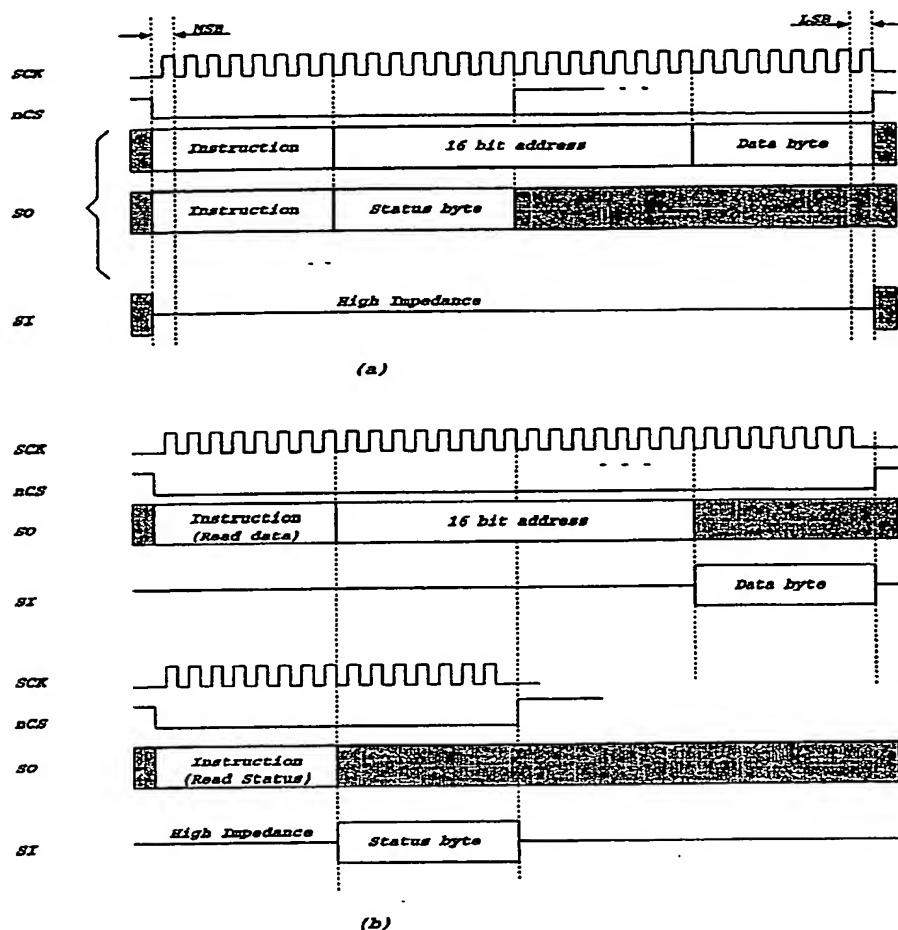 MSB LSB
SCK
nCS
Instruction 16 bit address Data byte
SO Instruction Status byte
High Impedance
SI
(a)
SCK
nCS
SO Instruction (Read data) 16 bit address
SI Data byte
SCK
nCS
SO Instruction (Read Status)
High Impedance Status byte
SI
(b)